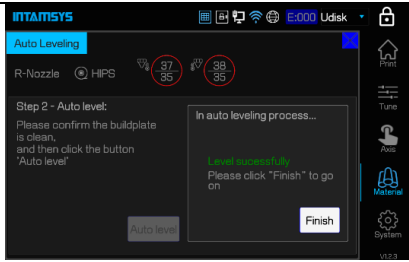 INTAMSYS
E:000 Udisk
Auto Leveling
R-Nozzle HIPS 37 35 38 35
Print
Step 2 - Auto level:
Please confirm the buildplate
is clean,
and then click the button
'Auto level'
Auto level
In auto leveling process...
Level sucessfully
Please click "Finish" to go
on
Finish
Tune
Axis
Material
System
V1.2.3